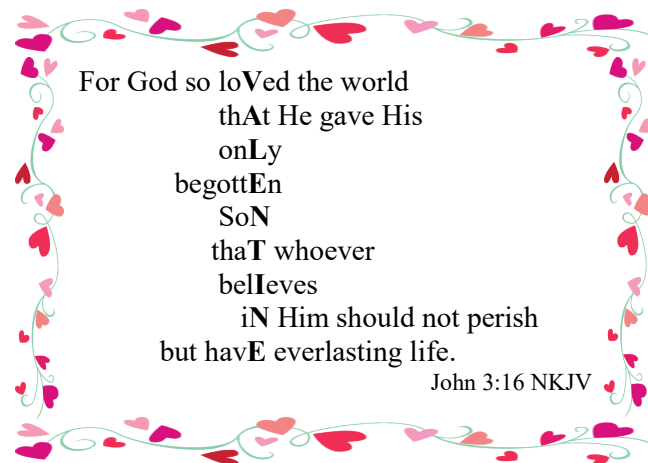 For God so loVed the world
thAt He gave His
onLy
begottEn
SoN
thaT whoever
belIeves
iN Him should not perish
but havE everlasting life.
John 3:16 NKJV